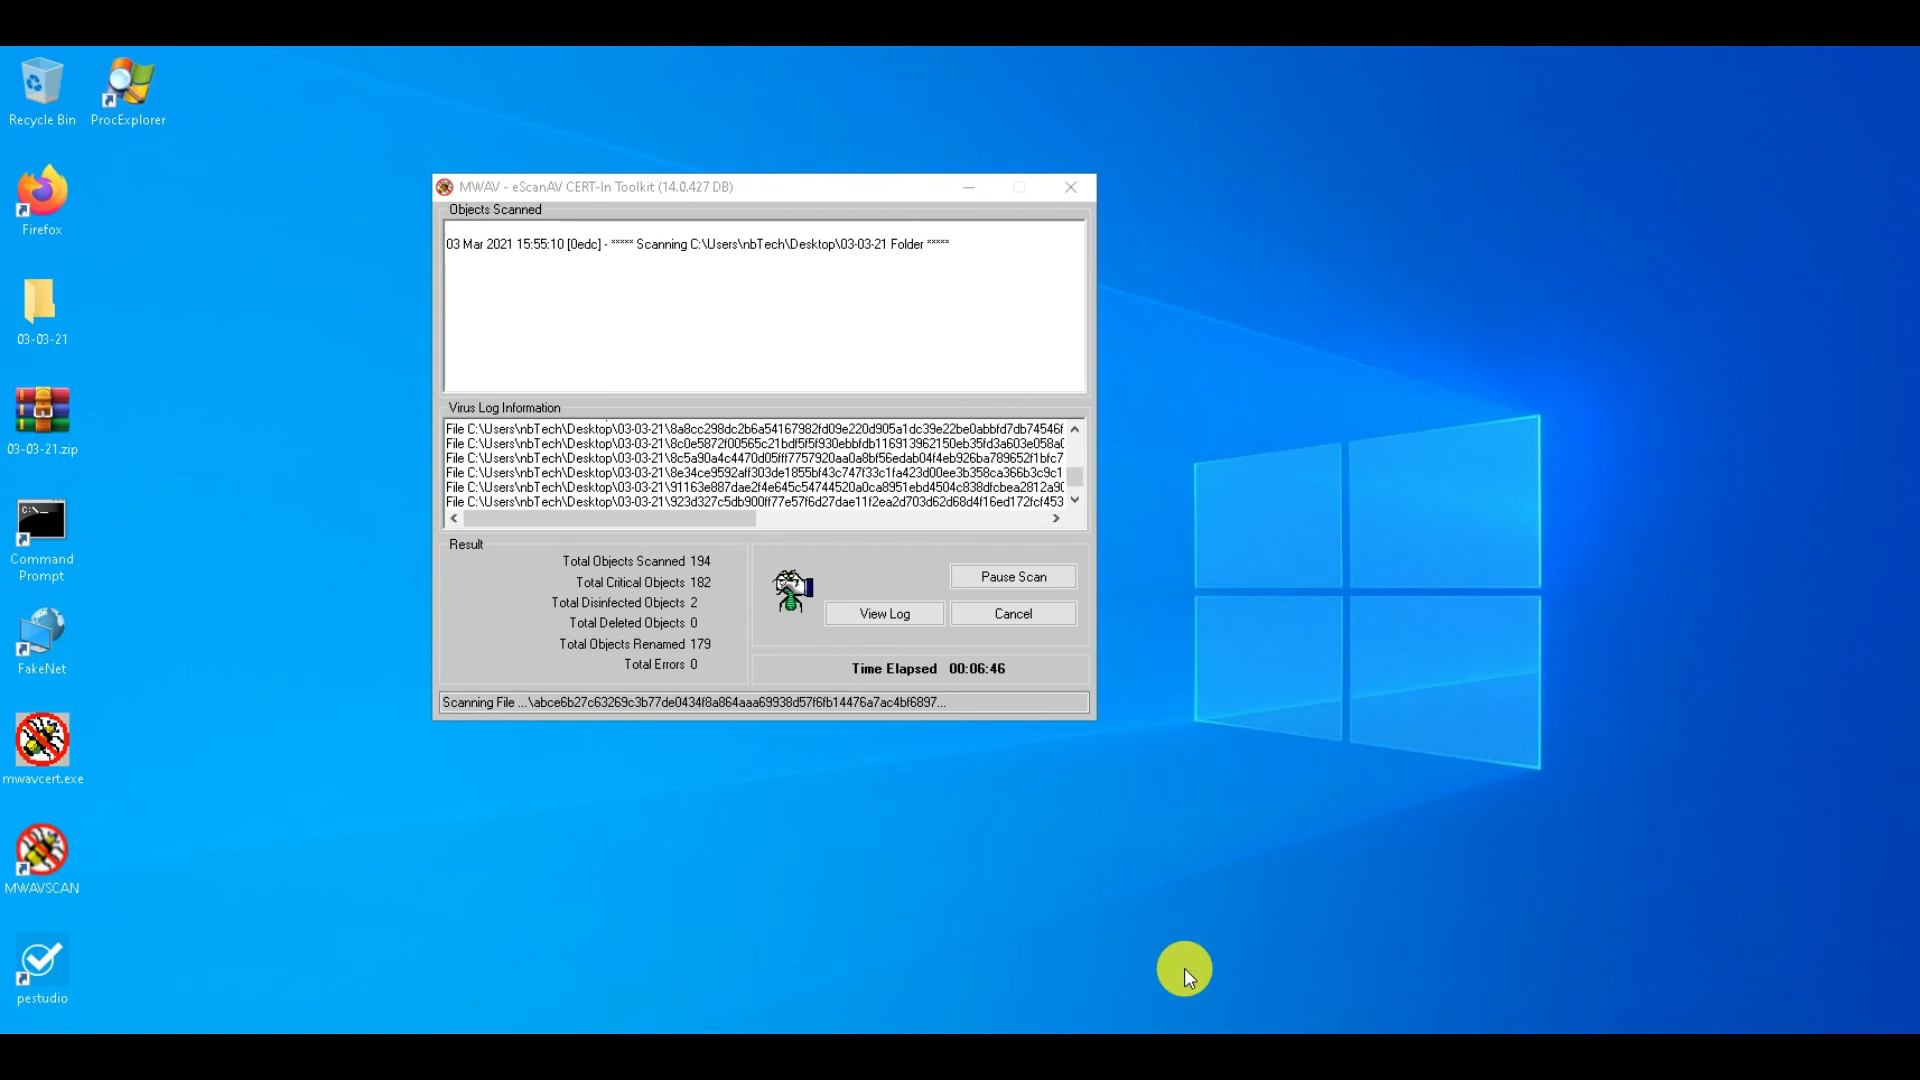 Recycle Bin
ProcExplorer
Firefox
03-03-21
03-03-21.zip
Command
Prompt
FakeNet
mwavcert.exe
MWAVSCAN
pestudio
MWAV - eScanAV CERT-In Toolkit (14.0.427 DB)
Objects Scanned
03 Mar 2021 15:55:10 [0edc] - ***** Scanning C:\Users\nbTech\Desktop\03-03-21 Folder *****
Virus Log Information
File C:\Users\nbTech\Desktop\03-03-21\8a8cc298dc2b6a54167982fd09e220d905a1dc39e22be0abbfd7db74546f
File C:\Users\nbTech\Desktop\03-03-21\8c0e5872f00565c21bdf5f5f930ebbfdb116913962150eb35fd3a603e058a0
File C:\Users\nbTech\Desktop\03-03-21\8c5a90a4c4470d05fff7757920aa0a8bf56edab04f4eb926ba789652f1bfc7
File C:\Users\nbTech\Desktop\03-03-21\8e34ce9592aff303de1855bf43c747f33c1fa423d00ee3b358ca366b3c9c1
File C:\Users\nbTech\Desktop\03-03-21\91163e887dae2f4e645c54744520a0ca8951ebd4504c838dfcbea2812a90
File C:\Users\nbTech\Desktop\03-03-21\923d327c5db900ff77e57f6d27dae11f2ea2d703d62d68d4f16ed172fcf453
Result
Total Objects Scanned 194
Total Critical Objects 182
Total Disinfected Objects 2
Total Deleted Objects 0
Total Objects Renamed 179
Total Errors 0
Pause Scan
View Log
Cancel
Time Elapsed 00:06:46
Scanning File ...\abce6b27c63269c3b77de0434f8a864aaa69938d57f6fb14476a7ac4bf6897...